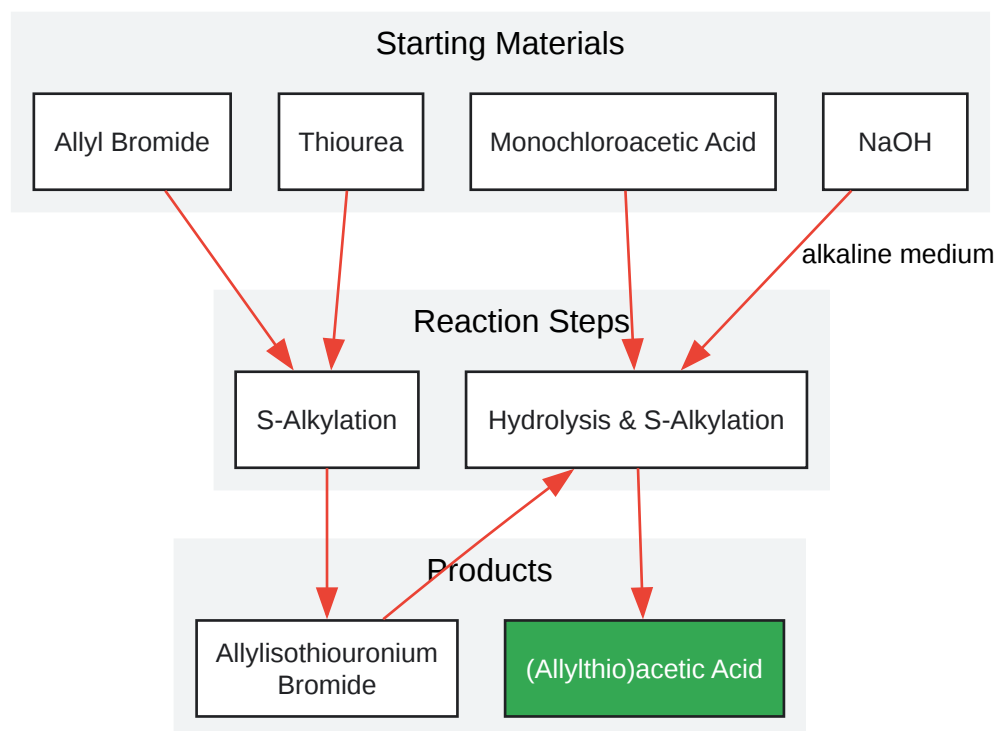 Starting Materials
Allyl Bromide
Thiourea
Monochloroacetic Acid
NaOH
alkaline medium
Reaction Steps
S-Alkylation
Hydrolysis & S-Alkylation
Products
Allylisothiouronium
Bromide
(Allylthio)acetic Acid